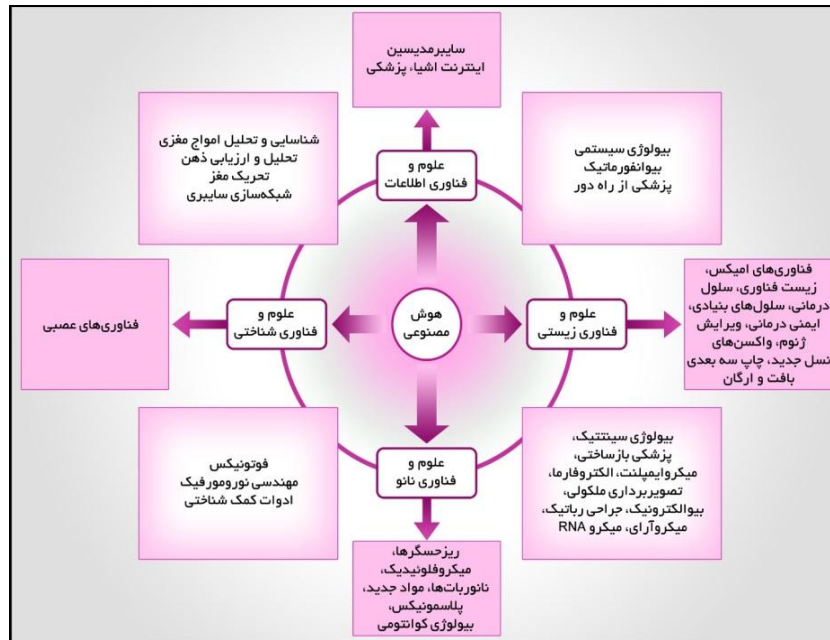 سایبرمدیسین
اینترنت اشیا، پزشکی
شناسایی و تحلیل امواج مغزی
تحلیل و ارزیابی ذهن
تحریک مغز
شبکه‌سازی سایبری
علوم و
فناوری اطلاعات
بیولوژی سیستمی
بیوانفورماتیک
پزشکی از راه دور
فناوری‌های امیکس،
زیست فناوری، سلول
درمانی، سلول‌های بنیادی،
ایمنی درمانی، ویرایش
ژنوم، واکسن‌های
نسل جدید، چاپ سه بعدی
بافت و ارگان
علوم و
فناوری زیستی
هوش
مصنوعی
علوم و
فناوری شناختی
فناوری‌های عصبی
بیولوژی سینتتیک،
پزشکی بازساختی،
میکروایمپلنت، الکتروفارما،
تصویربرداری ملکولی،
بیوالکترونیک، جراحی رباتیک،
میکروآرای، میکرو RNA
علوم و
فناوری نانو
فوتونیکس
مهندسی نورومورفیک
ادوات کمک شناختی
ریزحسگرها،
میکروفلوئیدیک،
نانوربات‌ها، مواد جدید،
پلاسمونیکس،
بیولوژی کوانتومی